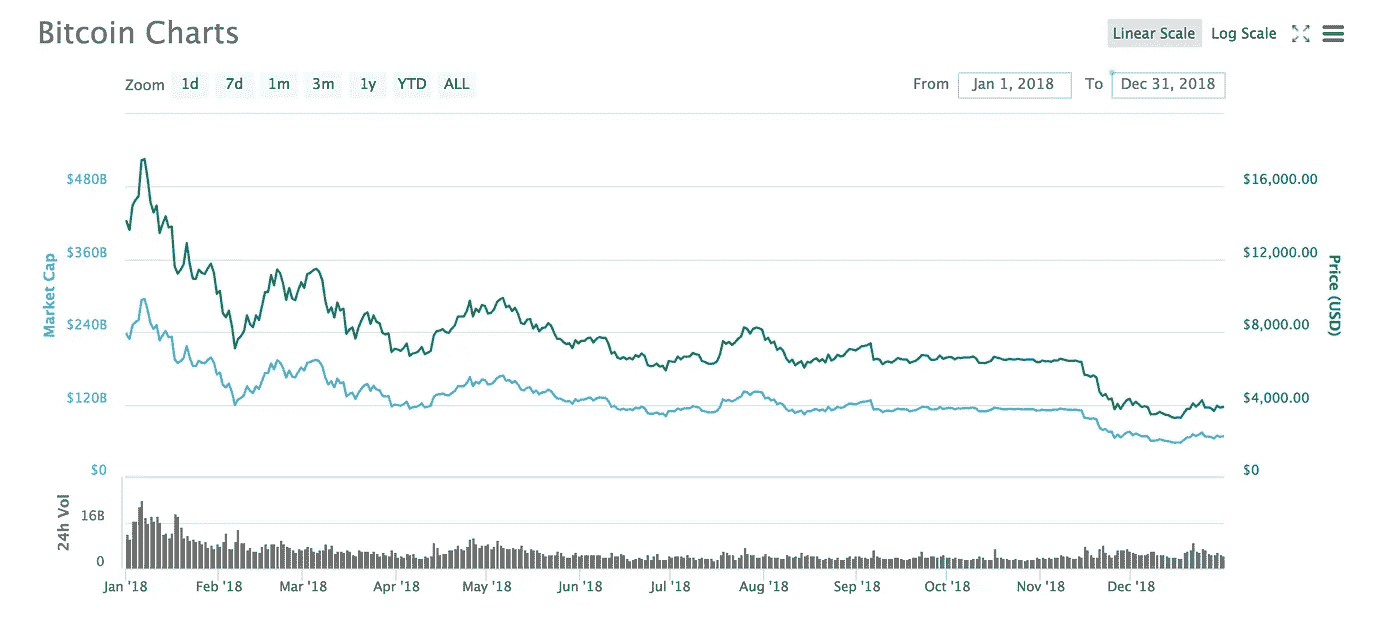 Bitcoin Charts
Linear Scale Log Scale
Zoom 1d 7d 1m 3m 1y YTD ALL
From Jan 1, 2018 To Dec 31, 2018
Market Cap
$480B
$360B
$240B
$120B
$0
Price (USD)
$16,000.00
$12,000.00
$8,000.00
$4,000.00
$0
24h Vol
16B
0
Jan '18 Feb '18 Mar '18 Apr '18 May '18 Jun '18 Jul '18 Aug '18 Sep '18 Oct '18 Nov '18 Dec '18